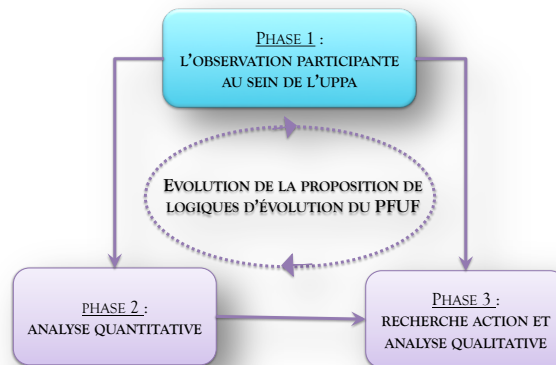 PHASE 1 :
L'OBSERVATION PARTICIPANTE
AU SEIN DE L'UPPA
EVOLUTION DE LA PROPOSITION DE
LOGIQUES D'ÉVOLUTION DU PFUF
PHASE 2 :
ANALYSE QUANTITATIVE
PHASE 3 :
RECHERCHE ACTION ET
ANALYSE QUALITATIVE